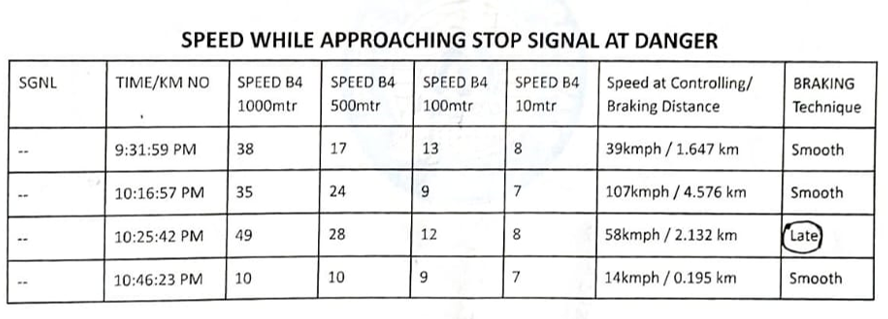 SPEED WHILE APPROACHING STOP SIGNAL AT DANGER
SGNL TIME/KM NO SPEED B4 1000mtr SPEED B4 500mtr SPEED B4 100mtr SPEED B4 10mtr Speed at Controlling/ Braking Distance BRAKING Technique
-- 9:31:59 PM 38 17 13 8 39kmph / 1.647 km Smooth
-- 10:16:57 PM 35 24 9 7 107kmph / 4.576 km Smooth
-- 10:25:42 PM 49 28 12 8 58kmph / 2.132 km Late
-- 10:46:23 PM 10 10 9 7 14kmph / 0.195 km Smooth